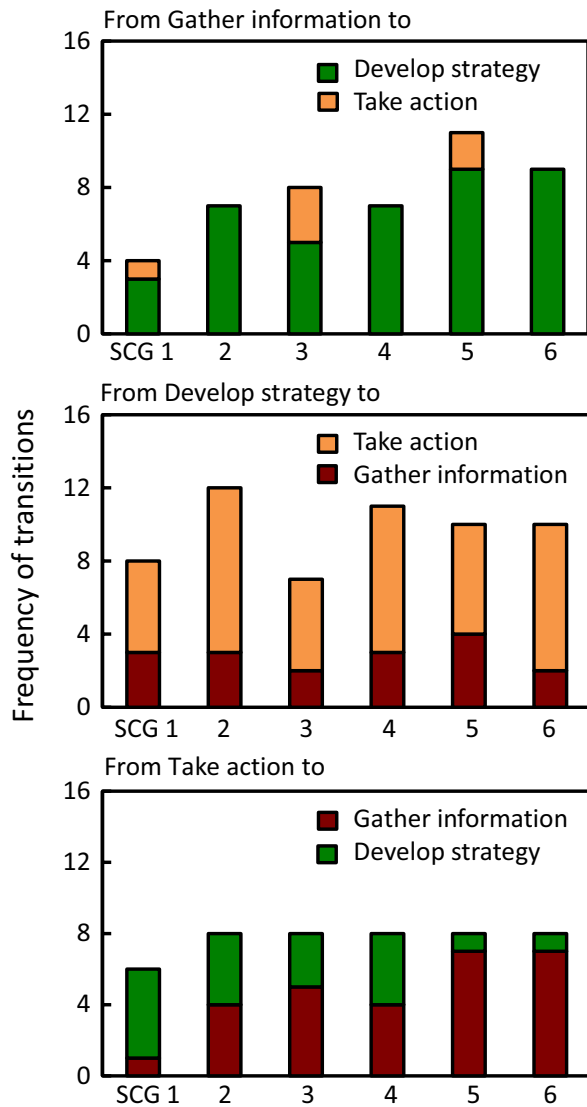 From Gather information to
16
Develop strategy
Take action
12
8
4
0
SCG 1 2 3 4 5 6
Frequency of transitions
From Develop strategy to
16
Take action
Gather information
12
8
4
0
SCG 1 2 3 4 5 6
From Take action to
16
Gather information
Develop strategy
12
8
4
0
SCG 1 2 3 4 5 6